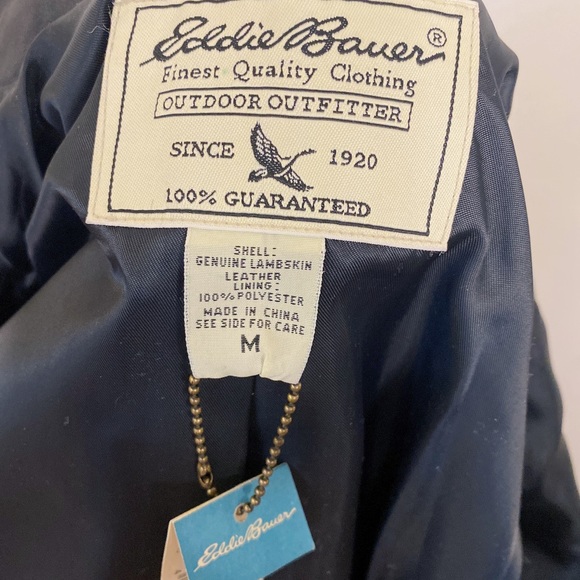 Eddie Bauer ®
Finest Quality Clothing
OUTDOOR OUTFITTER
SINCE 1920
100% GUARANTEED
SHELL:
GENUINE LAMBSKIN
LEATHER
LINING:
100% POLYESTER
MADE IN CHINA
SEE SIDE FOR CARE
M
Eddie Bauer